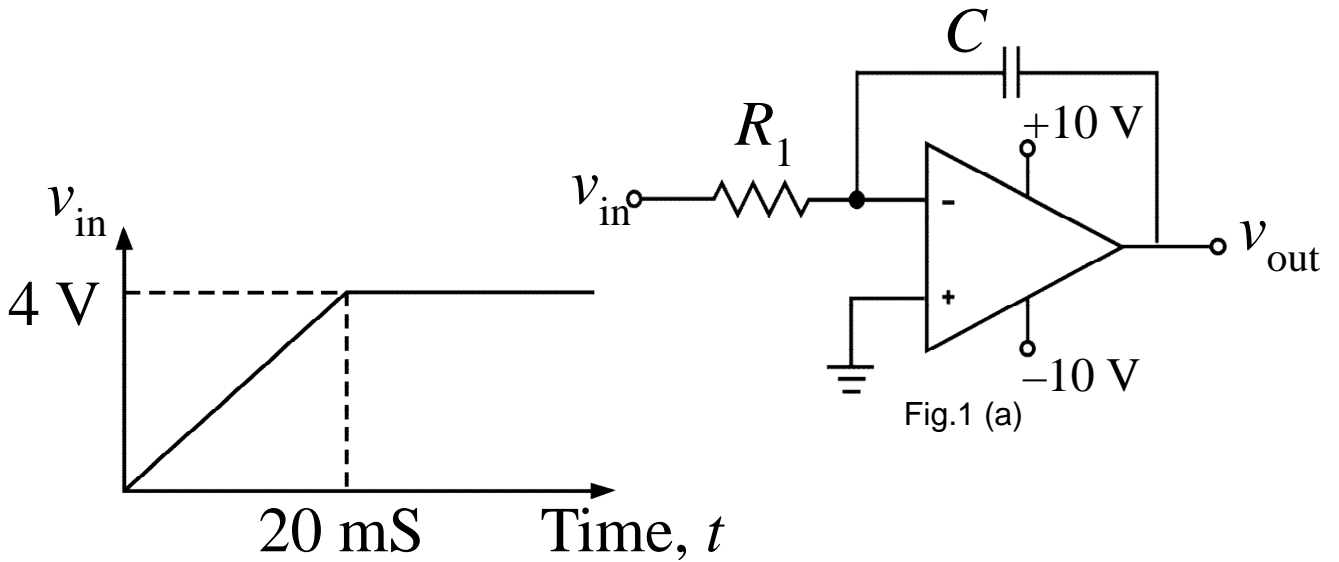 C
+10 V
R1
vin
vin
-
vout
4 V
+
–10 V
Fig.1 (a)
20 mS
Time, t